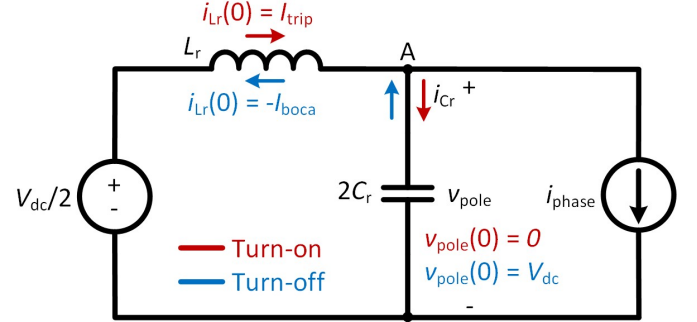 iLr(0) = Itrip
Lr
A
iLr(0) = -Iboca
iCr
+
+
-
Vdc/2
2Cr
vpole
iphase
Turn-on
vpole(0) = 0
Turn-off
vpole(0) = Vdc
-